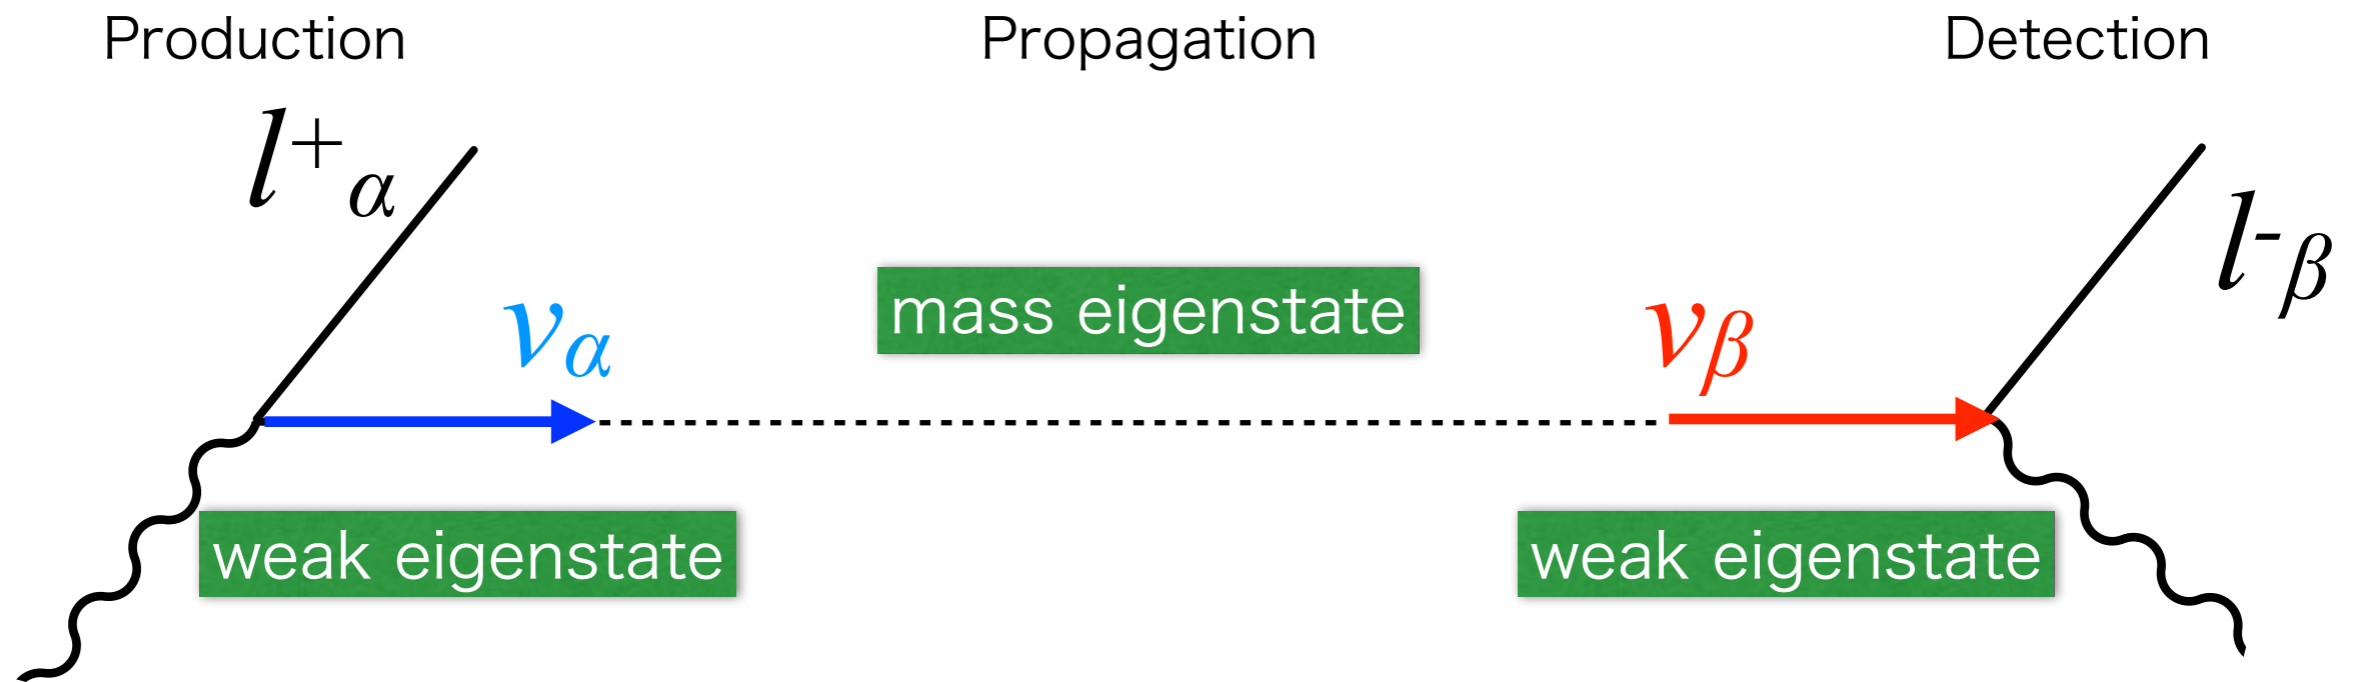 Production Propagation Detection
l⁺α
l⁻β
να
mass eigenstate
νβ
weak eigenstate
weak eigenstate